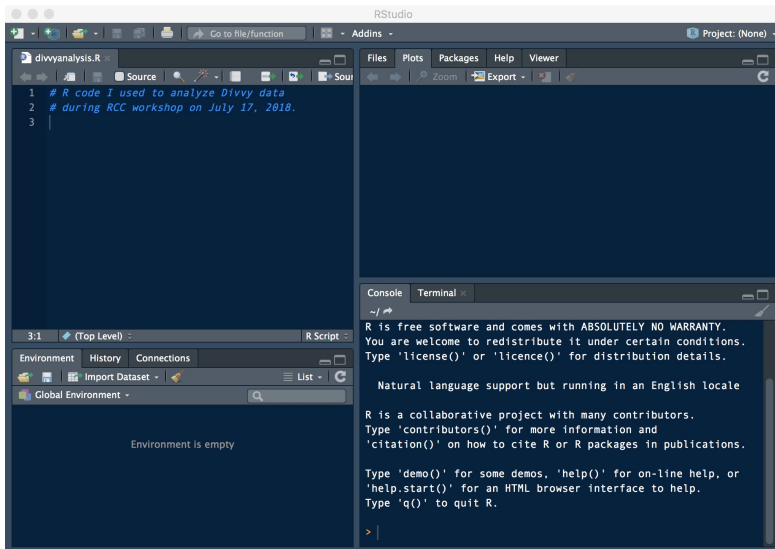 RStudio
Go to file/function
Addins
Project: (None)
divvyanalysis.R
Source
Sour
1 # R code I used to analyze Divvy data
2 # during RCC workshop on July 17, 2018.
3
3:1 (Top Level) R Script
Environment History Connections
Import Dataset List
Global Environment
Environment is empty
Files Plots Packages Help Viewer
Zoom Export
Console Terminal
~/
R is free software and comes with ABSOLUTELY NO WARRANTY.
You are welcome to redistribute it under certain conditions.
Type 'license()' or 'licence()' for distribution details.
Natural language support but running in an English locale
R is a collaborative project with many contributors.
Type 'contributors()' for more information and
'citation()' on how to cite R or R packages in publications.
Type 'demo()' for some demos, 'help()' for on-line help, or
'help.start()' for an HTML browser interface to help.
Type 'q()' to quit R.
>